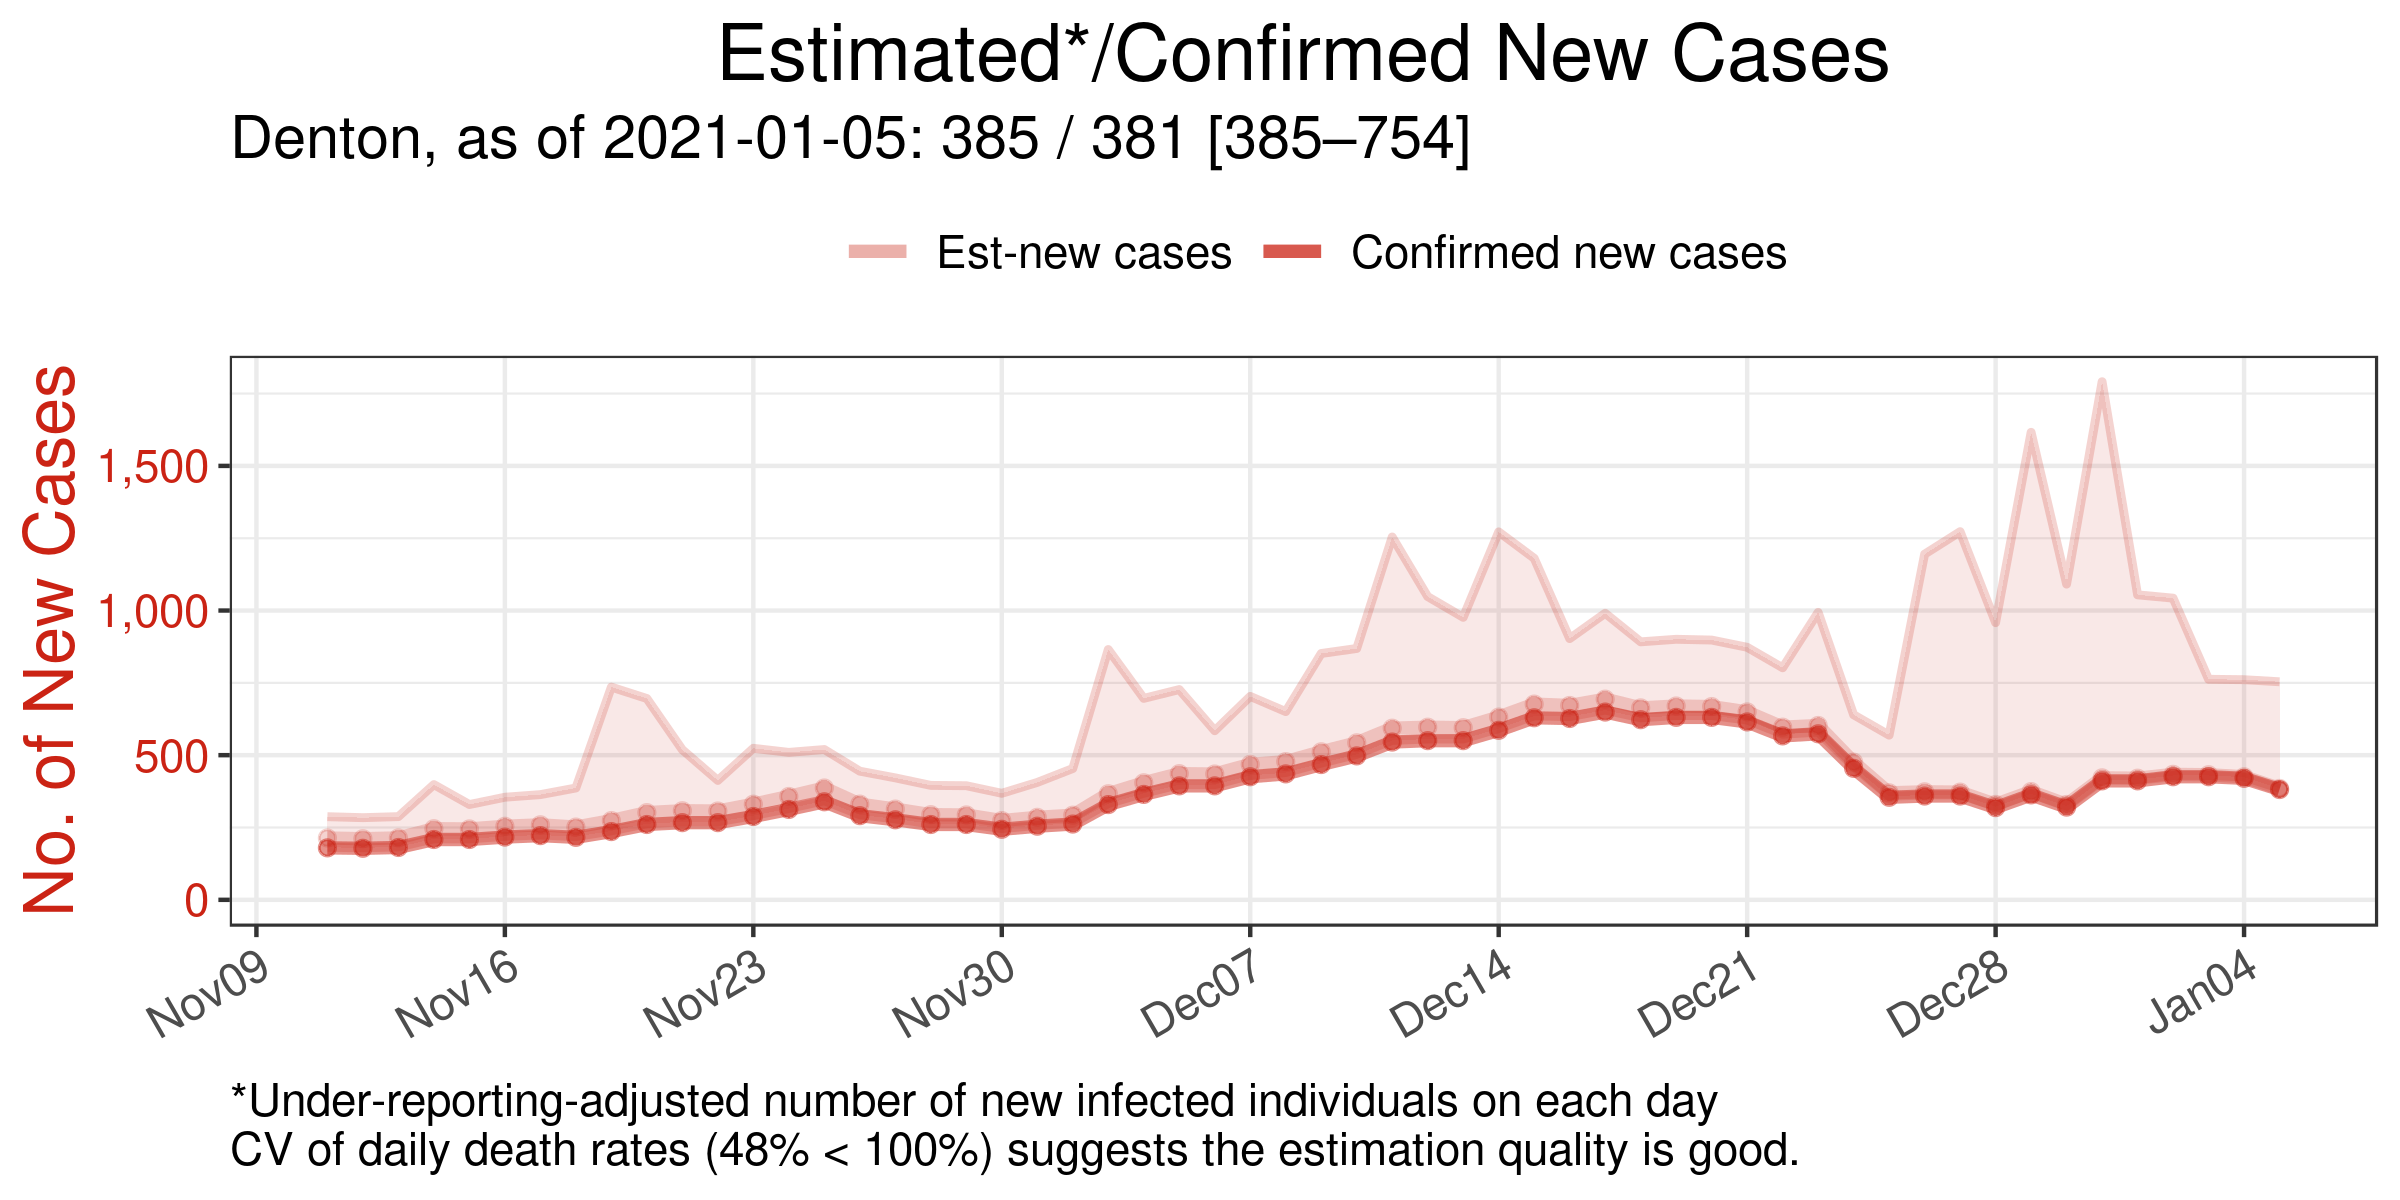 Estimated*/Confirmed New Cases
Denton, as of 2021-01-05: 385 / 381 [385–754]
Est-new cases Confirmed new cases
No. of New Cases
1,500
1,000
500
0
Nov09 Nov16 Nov23 Nov30 Dec07 Dec14 Dec21 Dec28 Jan04
*Under-reporting-adjusted number of new infected individuals on each day
CV of daily death rates (48% < 100%) suggests the estimation quality is good.